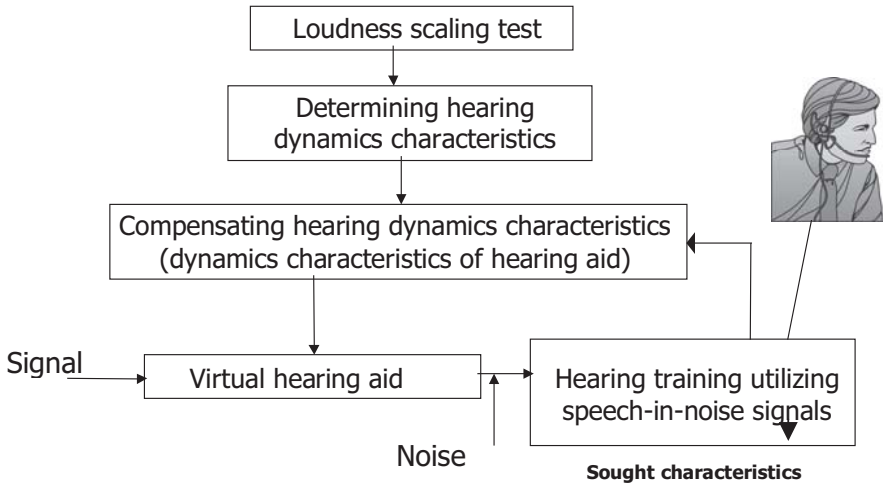 Loudness scaling test
Determining hearing
dynamics characteristics
Compensating hearing dynamics characteristics
(dynamics characteristics of hearing aid)
Signal
Virtual hearing aid
Hearing training utilizing
speech-in-noise signals
Noise
Sought characteristics